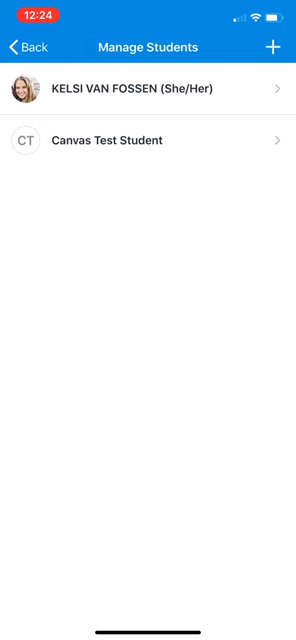 12:24
Back
Manage Students
KELSI VAN FOSSEN (She/Her)
CT
Canvas Test Student